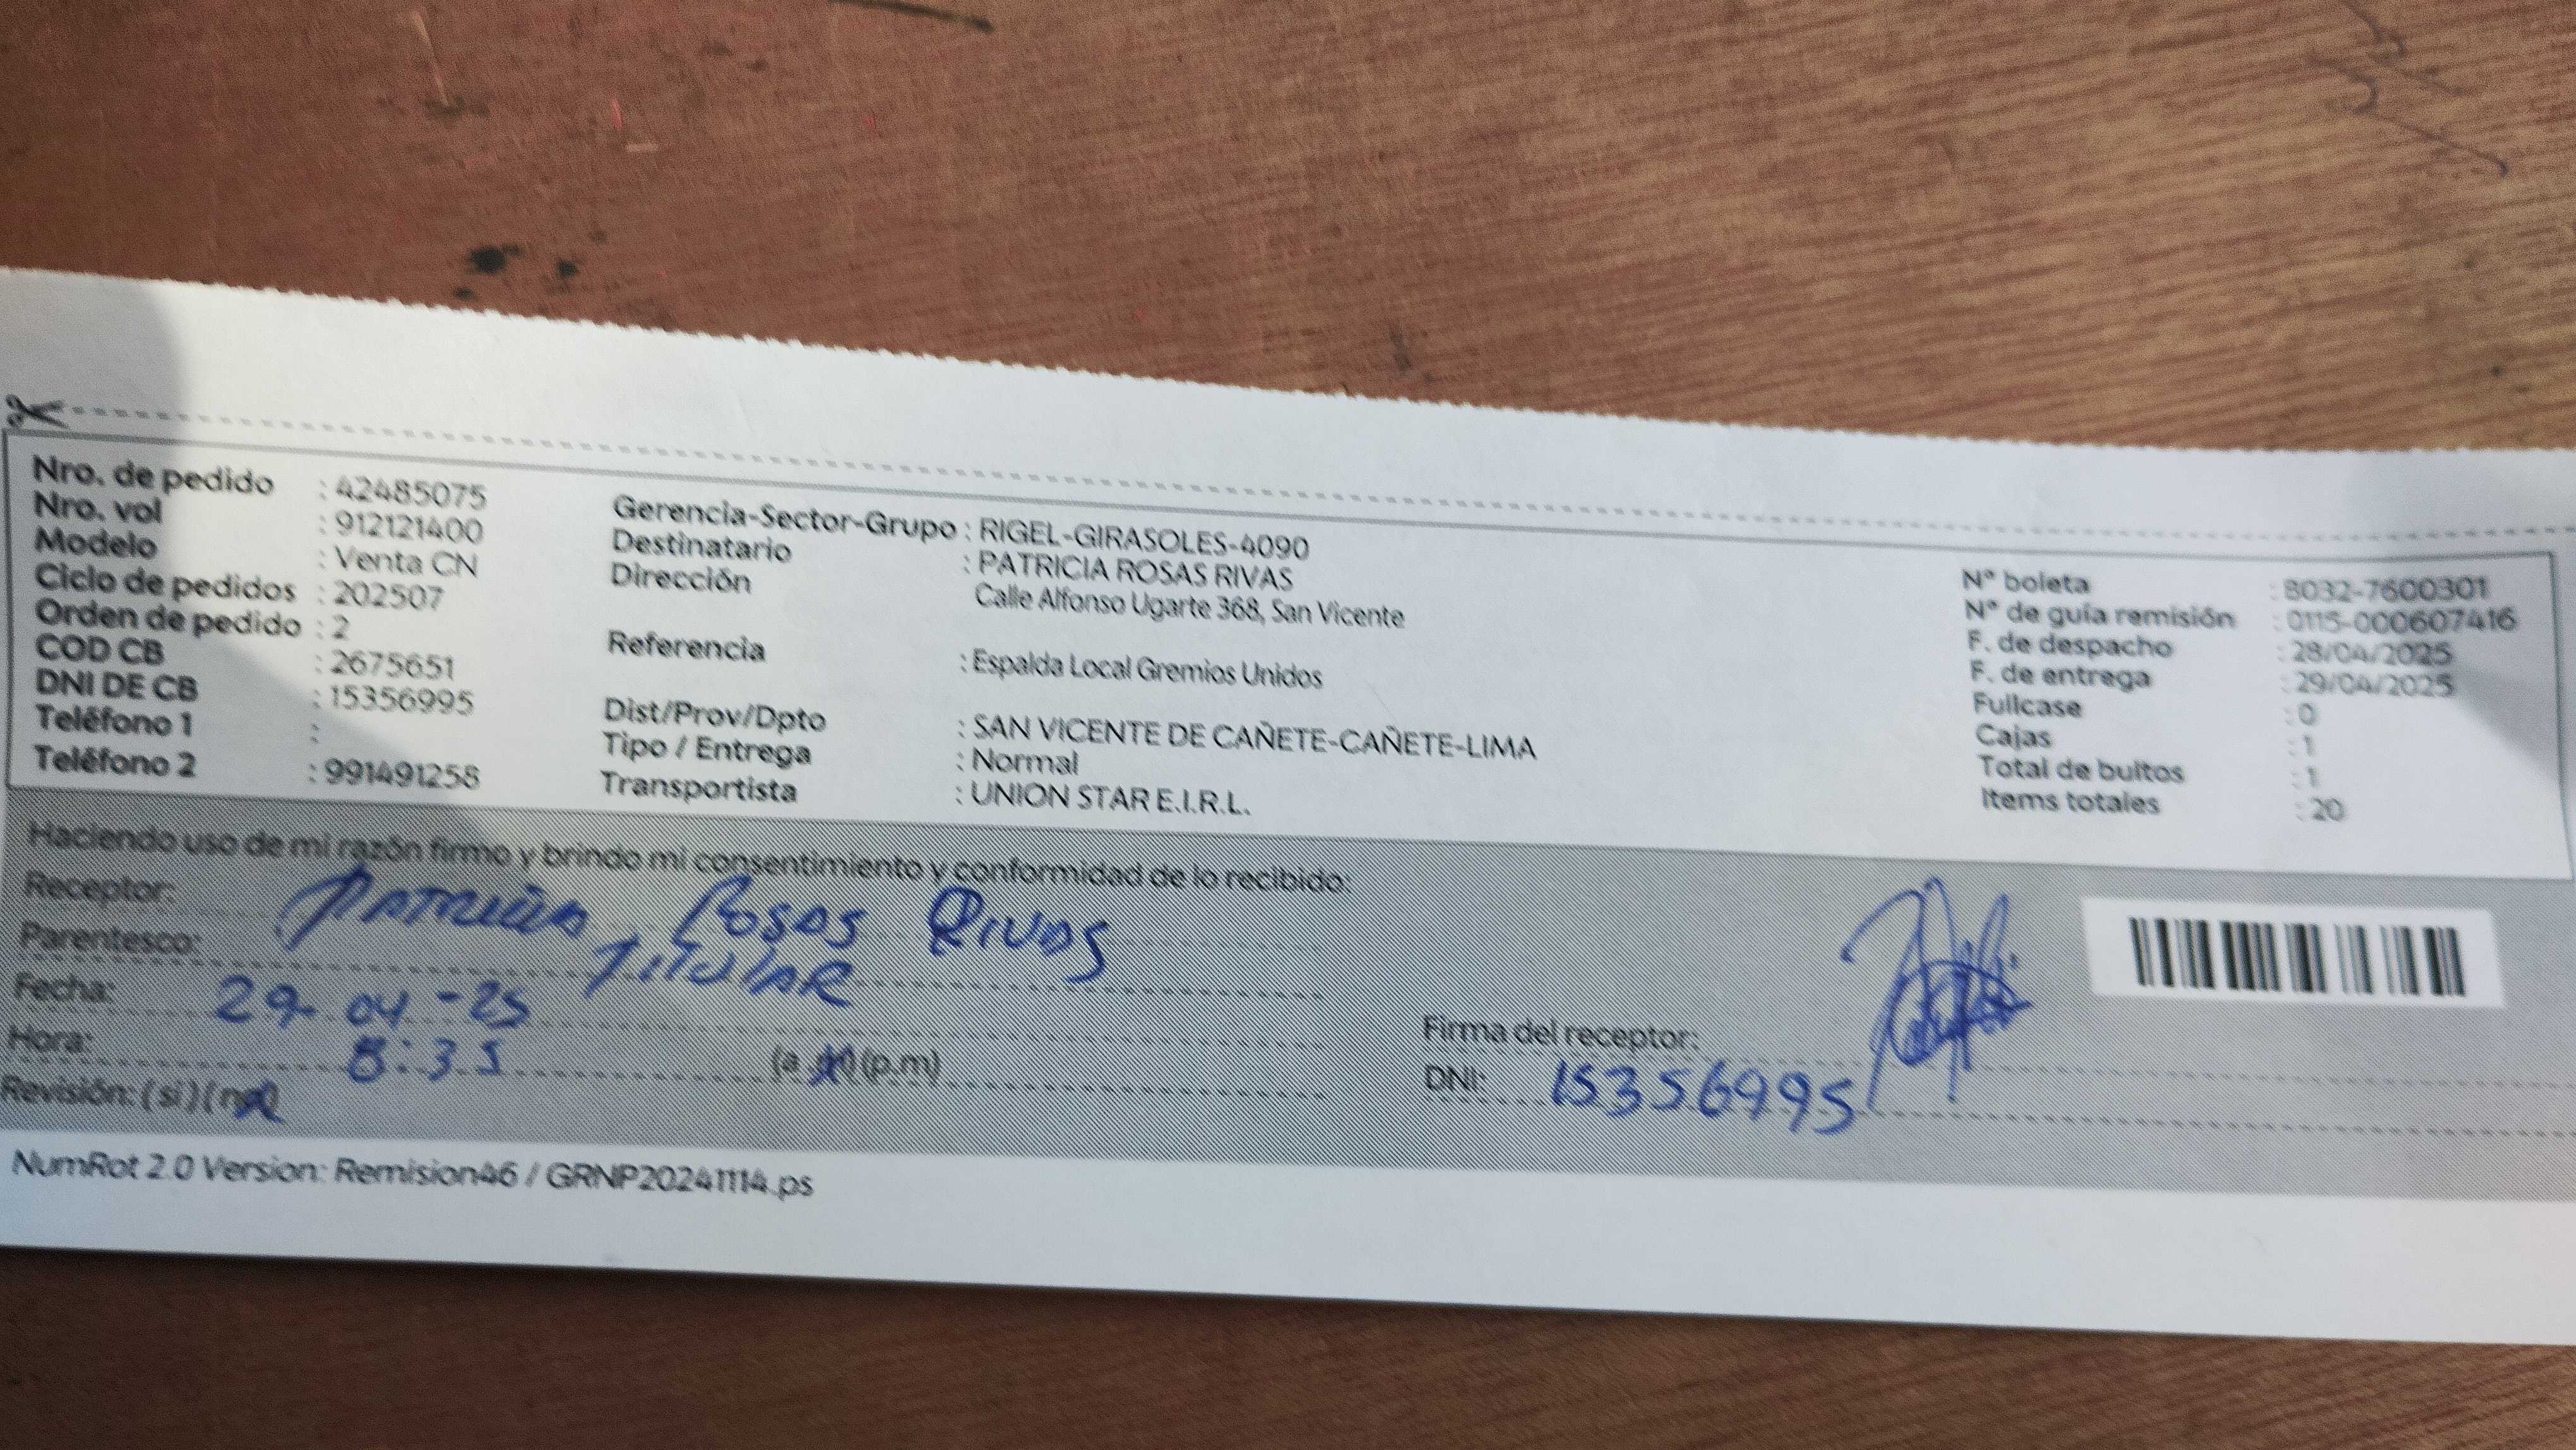 Nro. de pedido : 42485075
Nro. vol : 912121400
Modelo : Venta CN
Ciclo de pedidos : 202507
Orden de pedido : 2
COD CB : 2675651
DNI DE CB : 15356995
Teléfono 1 :
Teléfono 2 : 991491258
Gerencia-Sector-Grupo : RIGEL-GIRASOLES-4090
Destinatario : PATRICIA ROSAS RIVAS
Dirección Calle Alfonso Ugarte 368, San Vicente
Referencia : Espalda Local Gremios Unidos
Dist/Prov/Dpto : SAN VICENTE DE CAÑETE-CAÑETE-LIMA
Tipo / Entrega : Normal
Transportista : UNION STAR E.I.R.L.
N° boleta : B032-7600301
N° de guía remisión : 0115-000607416
F. de despacho : 28/04/2025
F. de entrega : 29/04/2025
Fullcase : 0
Cajas : 1
Total de bultos : 1
Items totales : 20
Haciendo uso de mi razón firmo y brindo mi consentimiento y conformidad de lo recibido:
Receptor: PATRICIA ROSAS RIVAS
Parentesco: TITULAR
Fecha: 29-04-25
Hora: 8:35 (a.m) (p.m)
Revisión: (si) (no)
Firma del receptor:
DNI: 15356995
NumRot 2.0 Version: Remision46 / GRNP20241114.ps